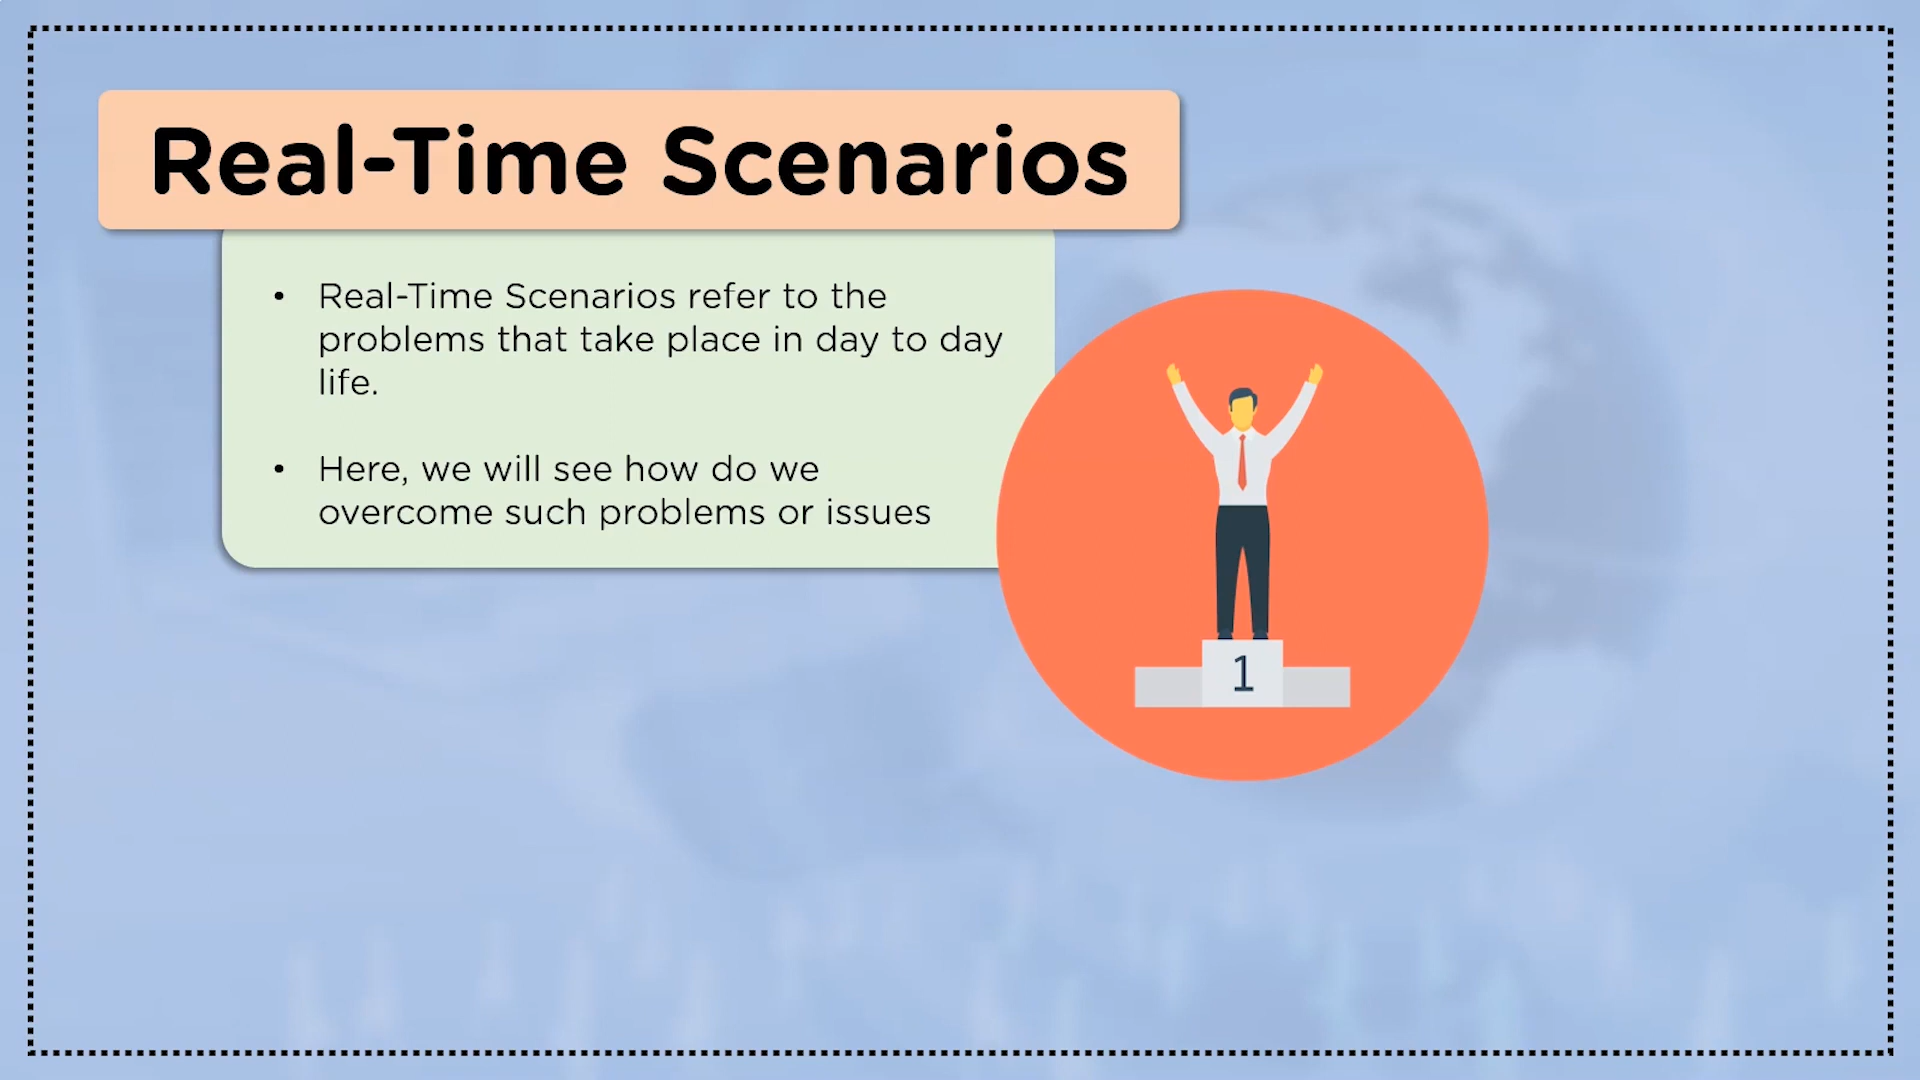 Real-Time Scenarios
• Real-Time Scenarios refer to the
problems that take place in day to day
life.
• Here, we will see how do we
overcome such problems or issues
1